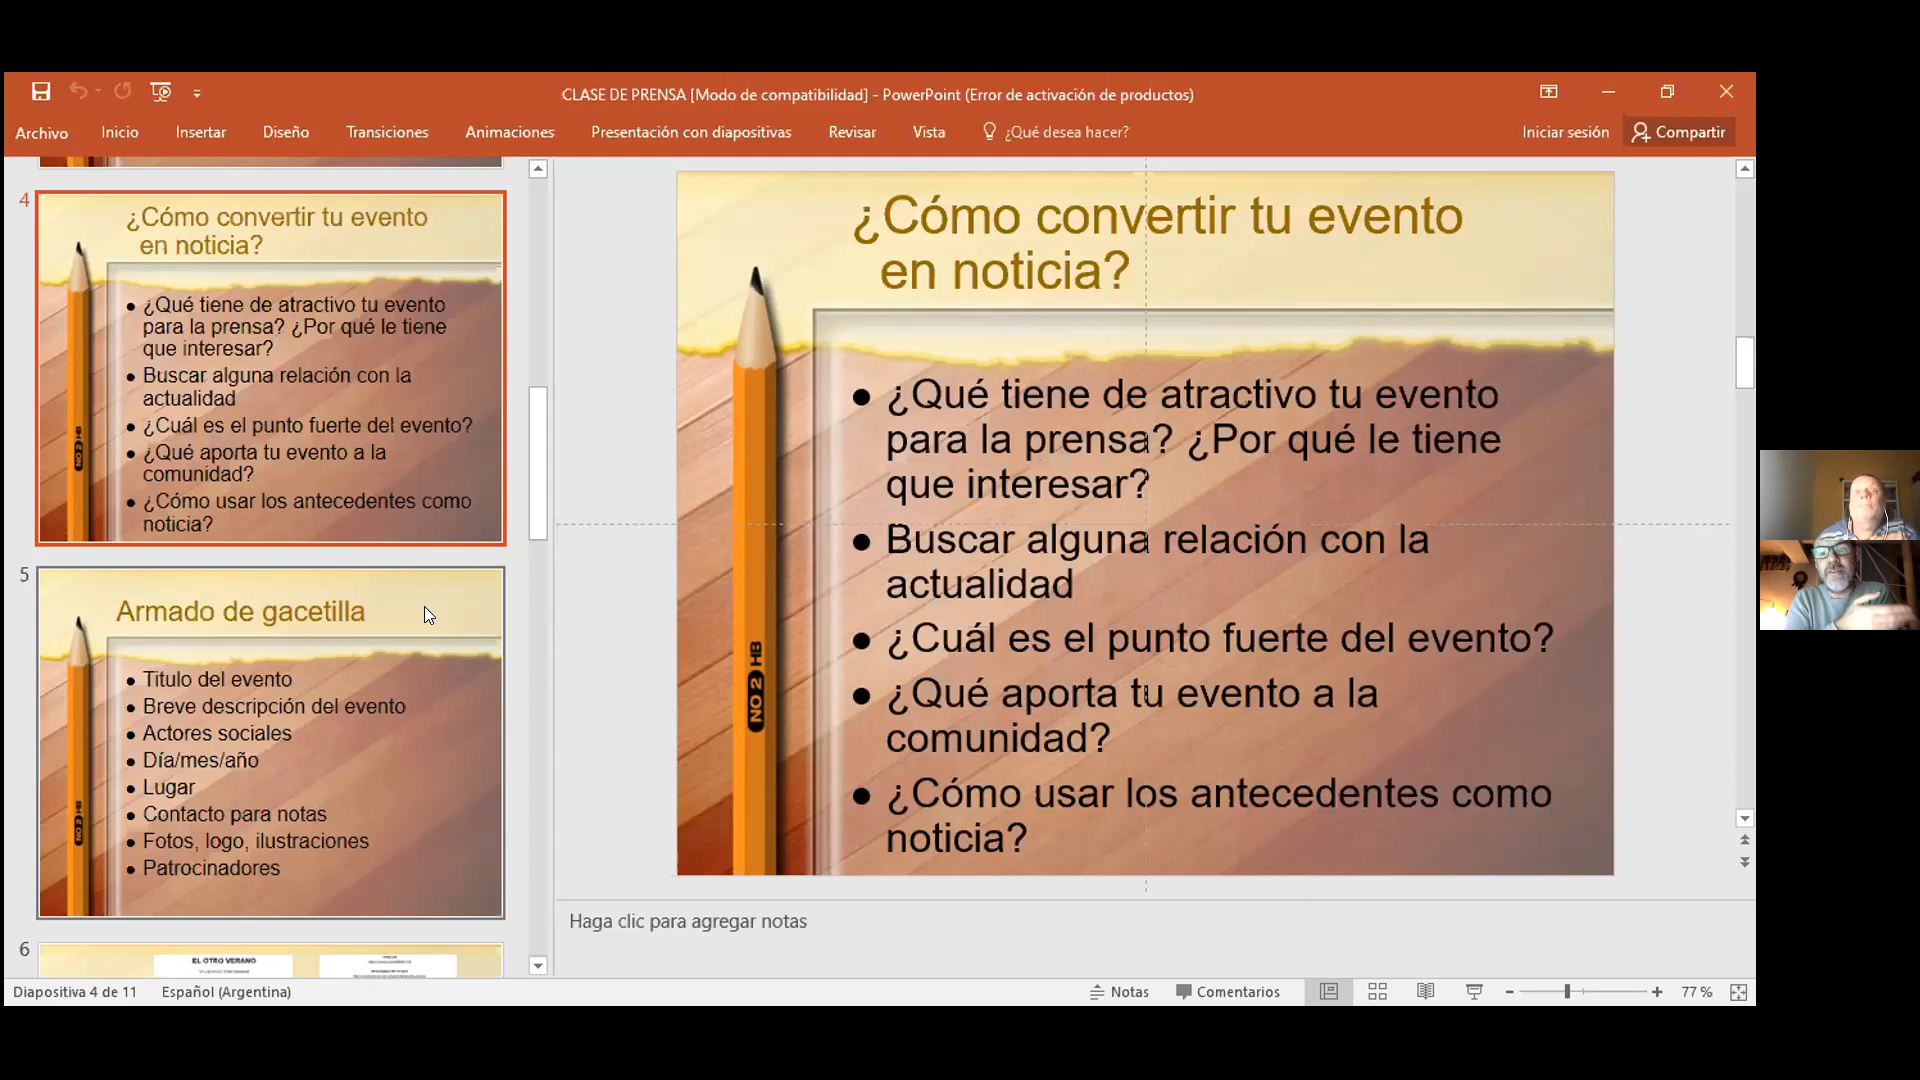 CLASE DE PRENSA [Modo de compatibilidad] - PowerPoint (Error de activación de productos)
Archivo Inicio Insertar Diseño Transiciones Animaciones Presentación con diapositivas Revisar Vista ¿Qué desea hacer? Iniciar sesión Compartir
4
¿Cómo convertir tu evento
en noticia?
● ¿Qué tiene de atractivo tu evento
para la prensa? ¿Por qué le tiene
que interesar?
● Buscar alguna relación con la
actualidad
● ¿Cuál es el punto fuerte del evento?
● ¿Qué aporta tu evento a la
comunidad?
● ¿Cómo usar los antecedentes como
noticia?
NO 2 HB
5
Armado de gacetilla
● Titulo del evento
● Breve descripción del evento
● Actores sociales
● Día/mes/año
● Lugar
● Contacto para notas
● Fotos, logo, ilustraciones
● Patrocinadores
NO 2 HB
6
EL OTRO VERANO
¿Cómo convertir tu evento
en noticia?
● ¿Qué tiene de atractivo tu evento
para la prensa? ¿Por qué le tiene
que interesar?
● Buscar alguna relación con la
actualidad
● ¿Cuál es el punto fuerte del evento?
● ¿Qué aporta tu evento a la
comunidad?
● ¿Cómo usar los antecedentes como
noticia?
NO 2 HB
Haga clic para agregar notas
Diapositiva 4 de 11 Español (Argentina) Notas Comentarios 77 %